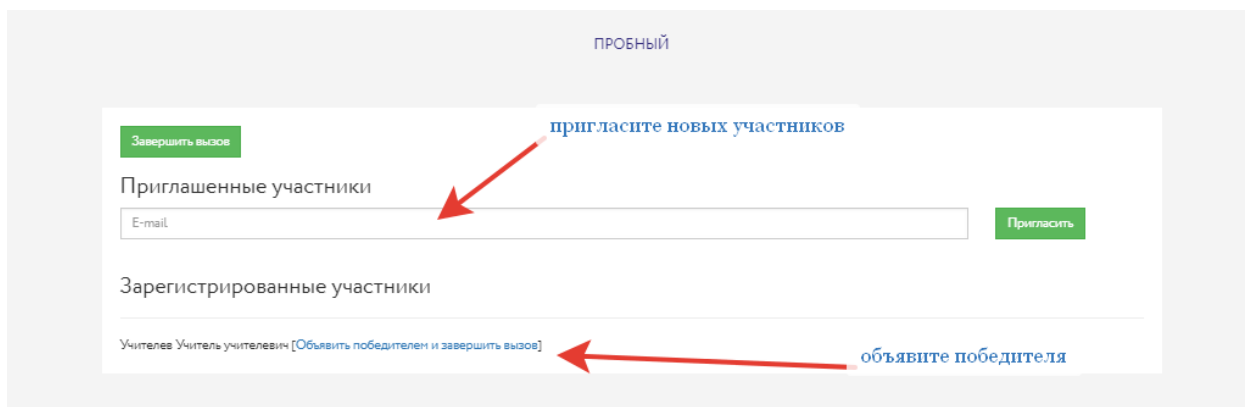 ПРОБНЫЙ
пригласите новых участников
Завершить вызов
Приглашенные участники
E-mail
Пригласить
Зарегистрированные участники
Учителев Учитель учителевич [Объявить победителем и завершить вызов]
объявите победителя